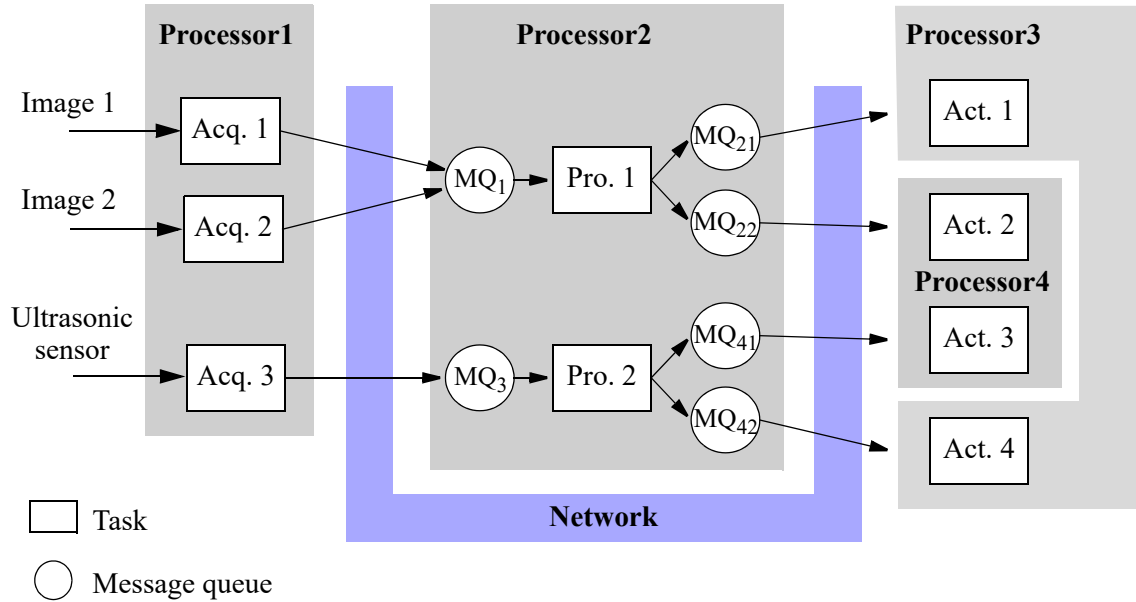 Processor1
Processor2
Processor3
Image 1
Acq. 1
MQ1
Pro. 1
MQ21
Act. 1
Image 2
Acq. 2
MQ22
Act. 2
Processor4
Ultrasonic
sensor
Acq. 3
MQ3
Pro. 2
MQ41
Act. 3
MQ42
Act. 4
Network
Task
Message queue